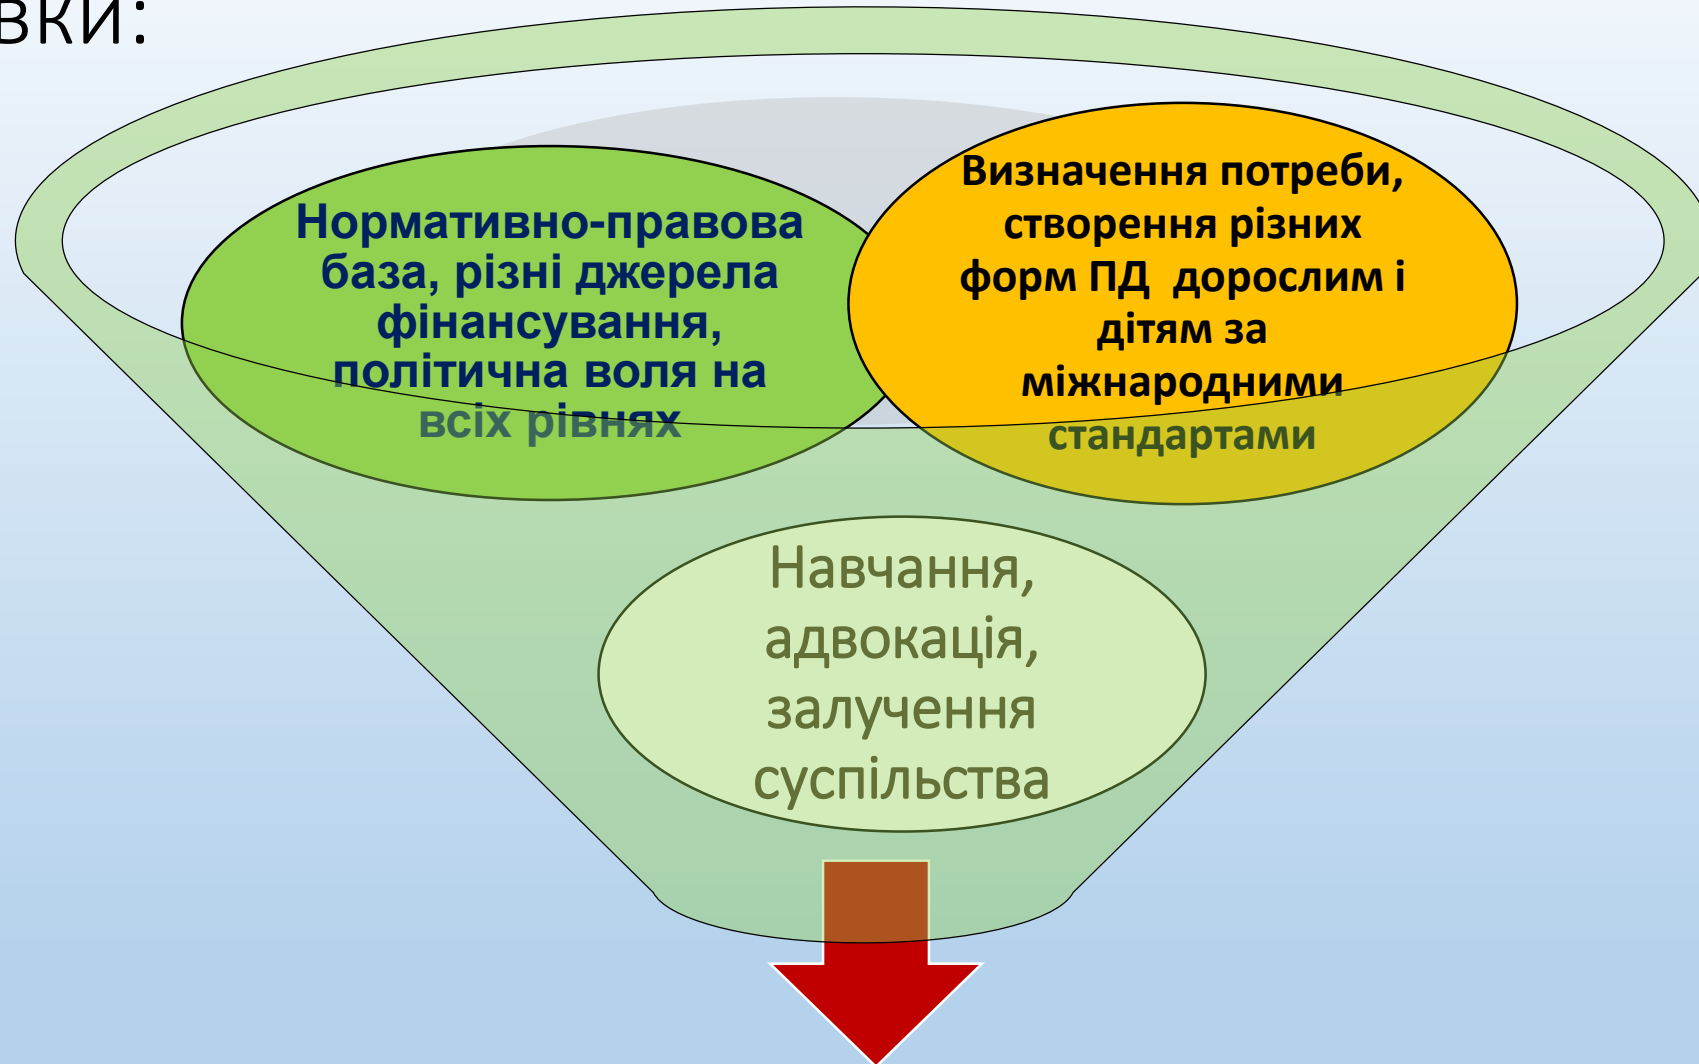 вки:
Нормативно-правова
база, різні джерела
фінансування,
політична воля на
всіх рівнях
Визначення потреби,
створення різних
форм ПД дорослим і
дітям за
міжнародними
стандартами
Навчання,
адвокація,
залучення
суспільства